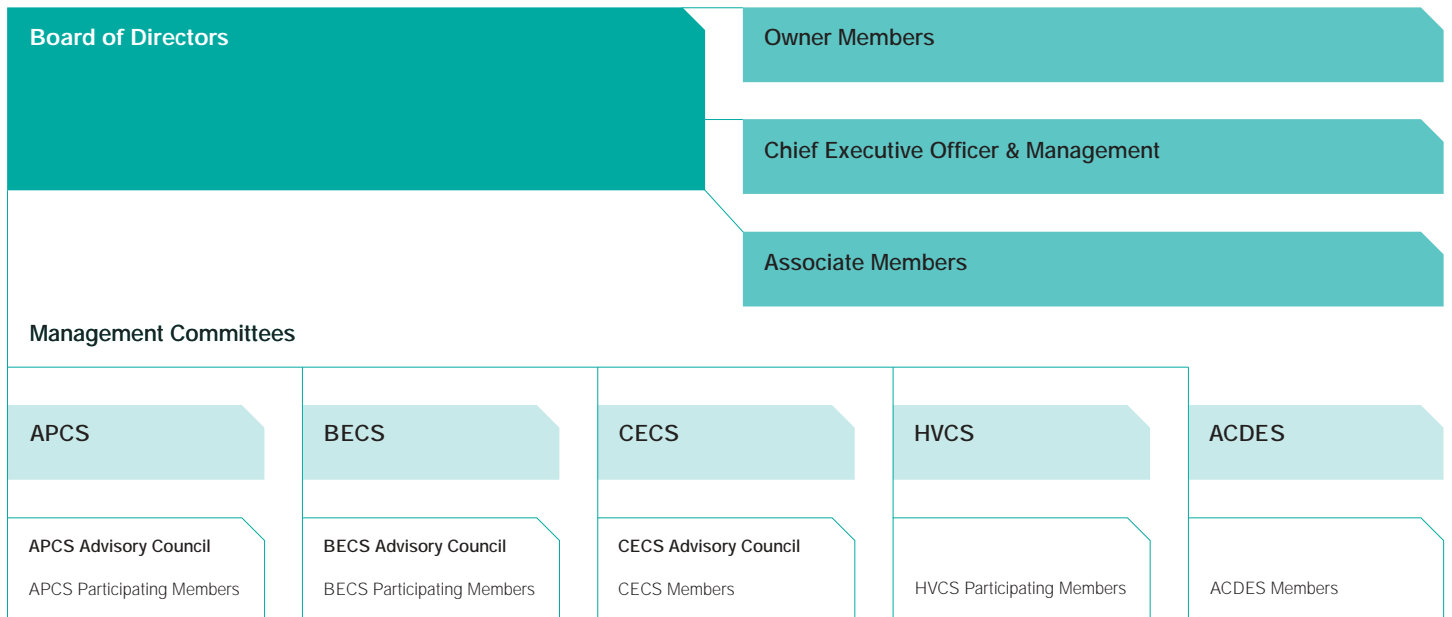 Board of Directors
Owner Members
Chief Executive Officer & Management
Associate Members
Management Committees
APCS
BECS
CECS
HVCS
ACDES
APCS Advisory Council
APCS Participating Members
BECS Advisory Council
BECS Participating Members
CECS Advisory Council
CECS Members
HVCS Participating Members
ACDES Members